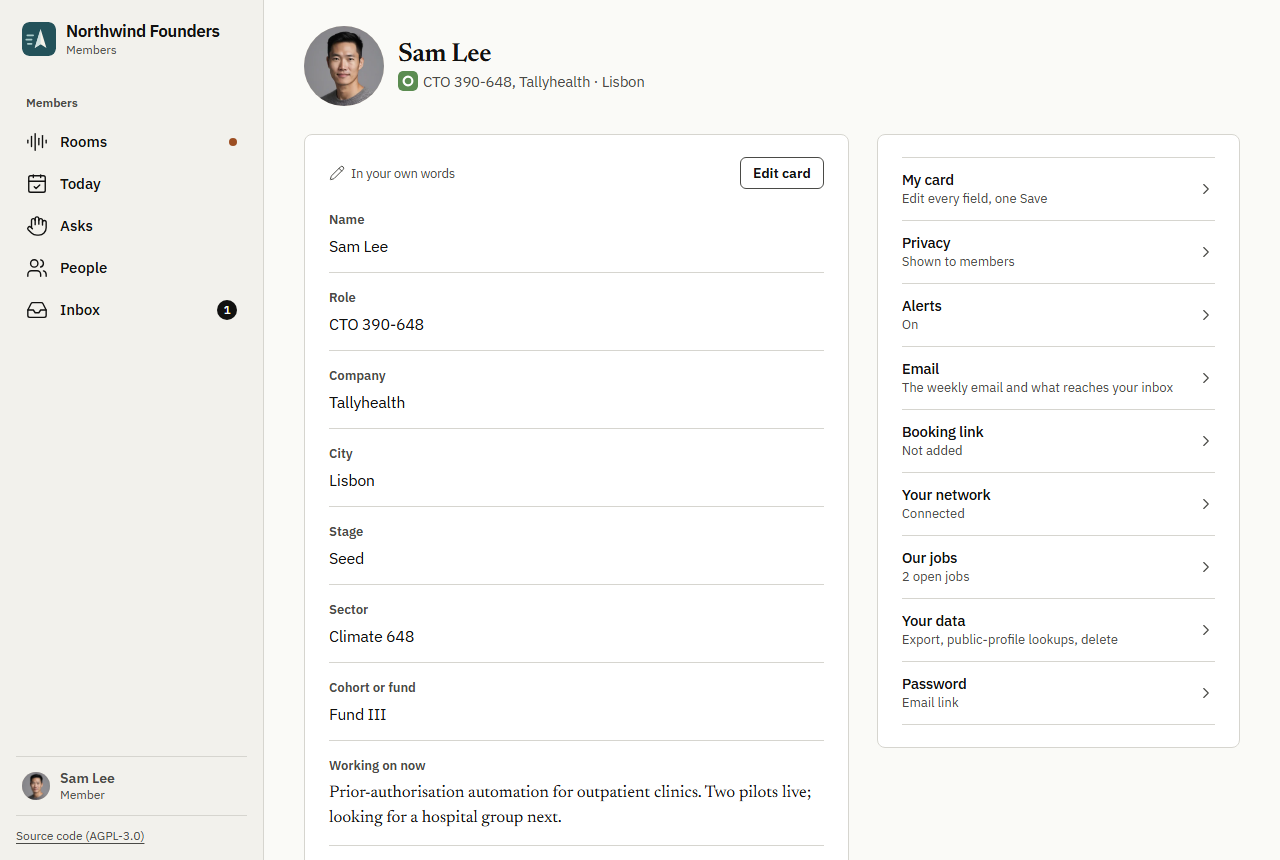 Northwind Founders
Members
Members
Rooms
Today
Asks
People
Inbox
1
Sam Lee
Member
Source code (AGPL-3.0)
Sam Lee
CTO 390-648, Tallyhealth · Lisbon
In your own words
Edit card
Name
Sam Lee
Role
CTO 390-648
Company
Tallyhealth
City
Lisbon
Stage
Seed
Sector
Climate 648
Cohort or fund
Fund III
Working on now
Prior-authorisation automation for outpatient clinics. Two pilots live;
looking for a hospital group next.
My card
Edit every field, one Save
Privacy
Shown to members
Alerts
On
Email
The weekly email and what reaches your inbox
Booking link
Not added
Your network
Connected
Our jobs
2 open jobs
Your data
Export, public-profile lookups, delete
Password
Email link